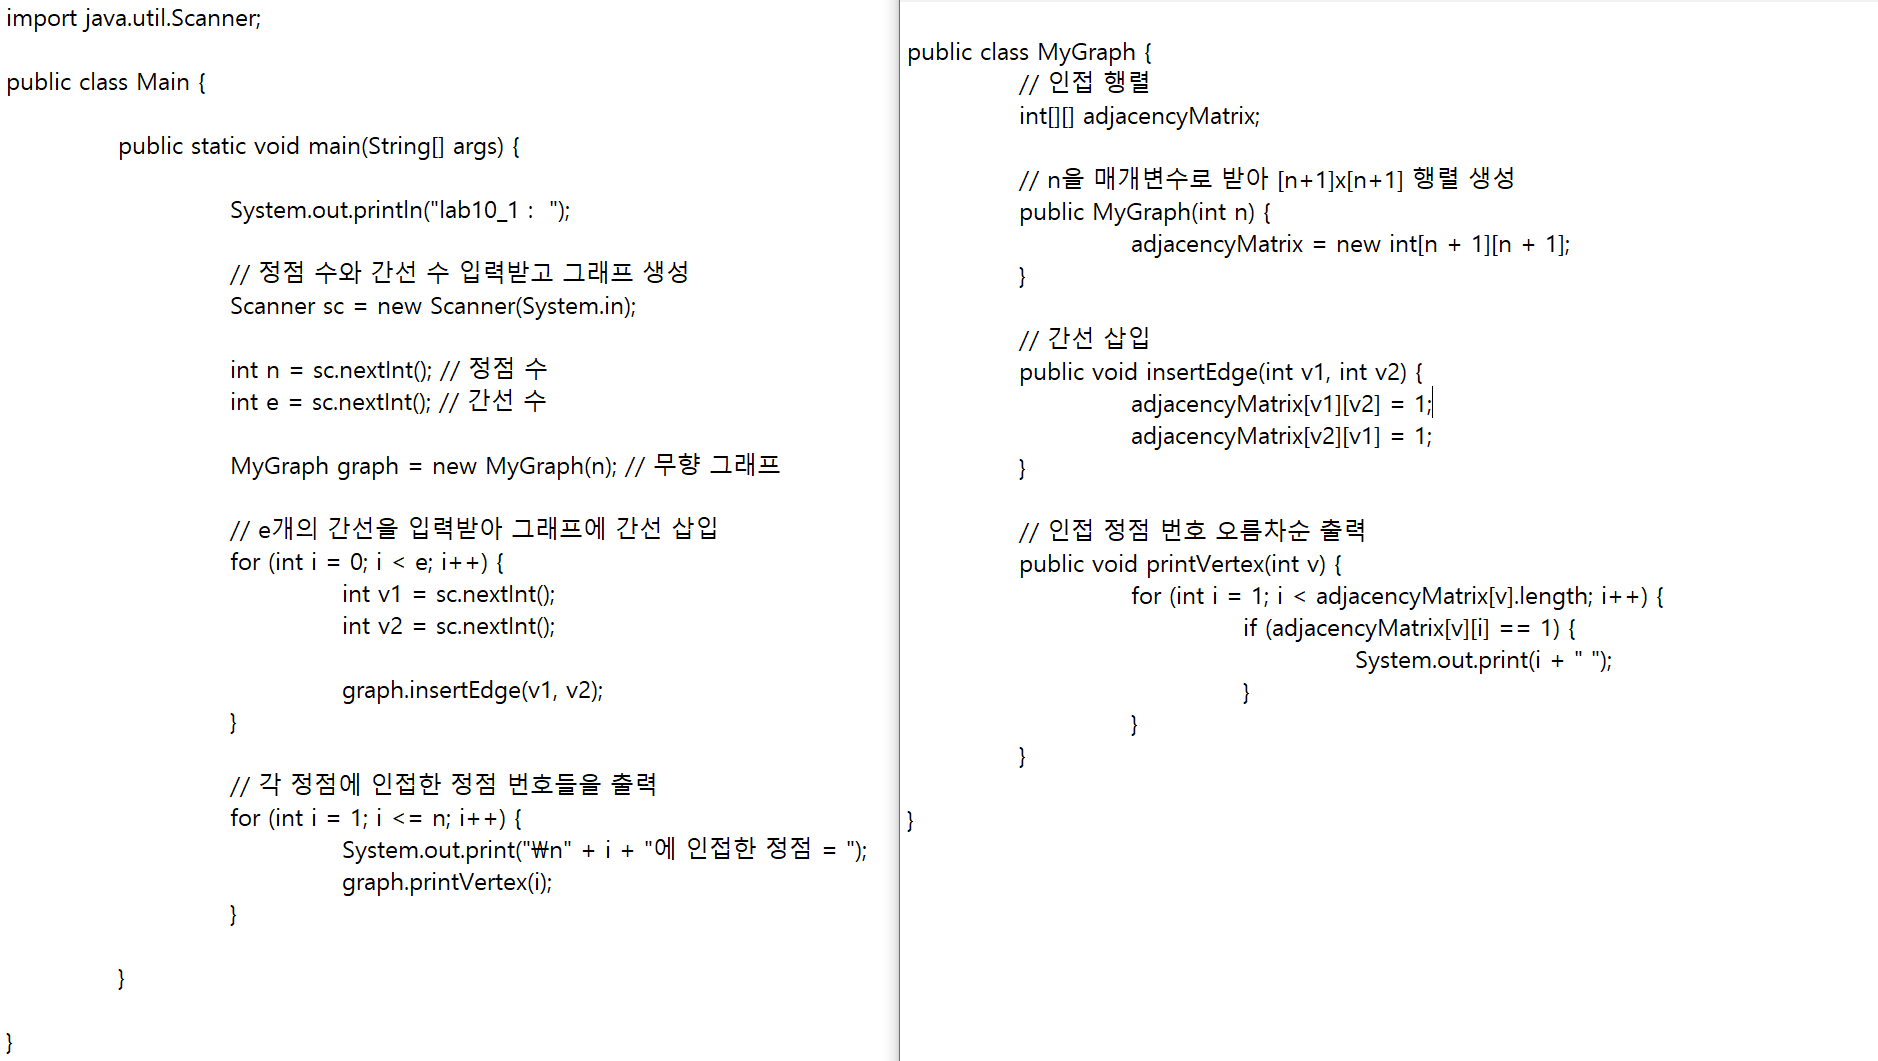 import java.util.Scanner;
public class Main {
public static void main(String[] args) {
System.out.println("lab10_1 :  ");
// 정점 수와 간선 수 입력받고 그래프 생성
Scanner sc = new Scanner(System.in);
int n = sc.nextInt(); // 정점 수
int e = sc.nextInt(); // 간선 수
MyGraph graph = new MyGraph(n); // 무향 그래프
// e개의 간선을 입력받아 그래프에 간선 삽입
for (int i = 0; i < e; i++) {
int v1 = sc.nextInt();
int v2 = sc.nextInt();
graph.insertEdge(v1, v2);
}
// 각 정점에 인접한 정점 번호들을 출력
for (int i = 1; i <= n; i++) {
System.out.print("₩n" + i + "에 인접한 정점 = ");
graph.printVertex(i);
}
}
}
public class MyGraph {
// 인접 행렬
int[][] adjacencyMatrix;
// n을 매개변수로 받아 [n+1]x[n+1] 행렬 생성
public MyGraph(int n) {
adjacencyMatrix = new int[n + 1][n + 1];
}
// 간선 삽입
public void insertEdge(int v1, int v2) {
adjacencyMatrix[v1][v2] = 1;
adjacencyMatrix[v2][v1] = 1;
}
// 인접 정점 번호 오름차순 출력
public void printVertex(int v) {
for (int i = 1; i < adjacencyMatrix[v].length; i++) {
if (adjacencyMatrix[v][i] == 1) {
System.out.print(i + " ");
}
}
}
}